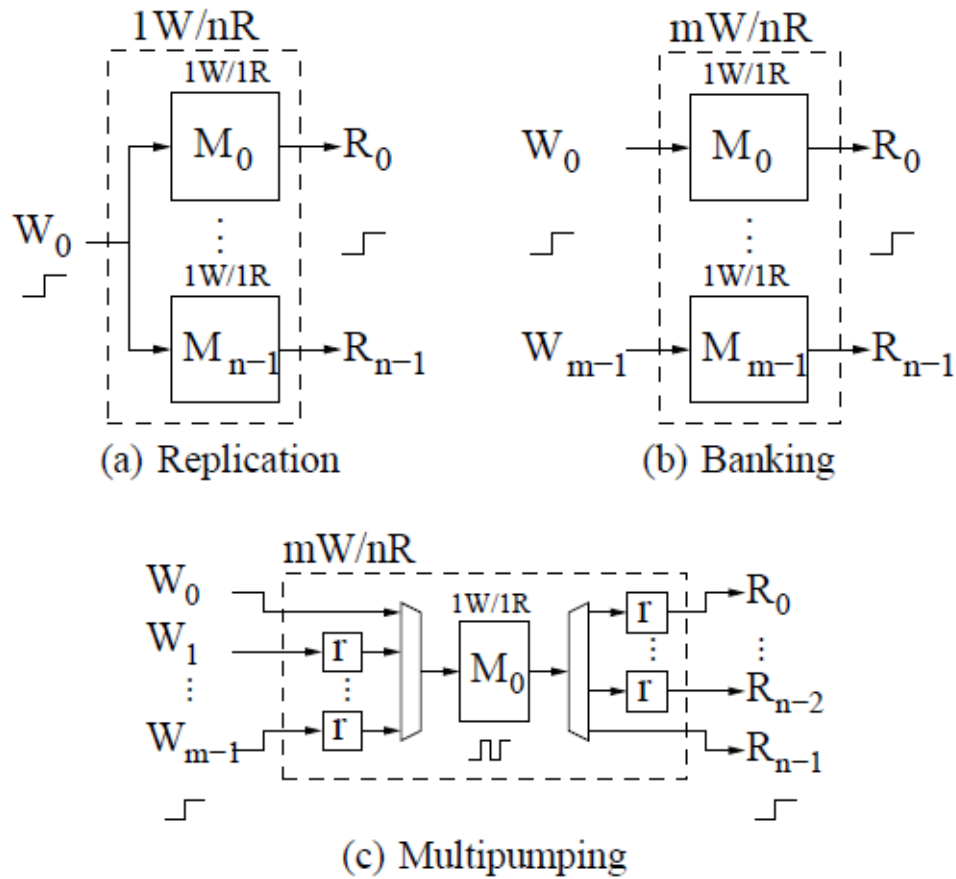 1W/nR
mW/nR
1W/1R
1W/1R
M0
R0
W0
M0
R0
W0
1W/1R
1W/1R
Mn−1
Rn−1
Wm−1
Mm−1
Rn−1
(a) Replication
(b) Banking
mW/nR
W0
1W/1R
r
R0
W1
r
M0
Wm−1
r
r
Rn−2
Rn−1
(c) Multipumping